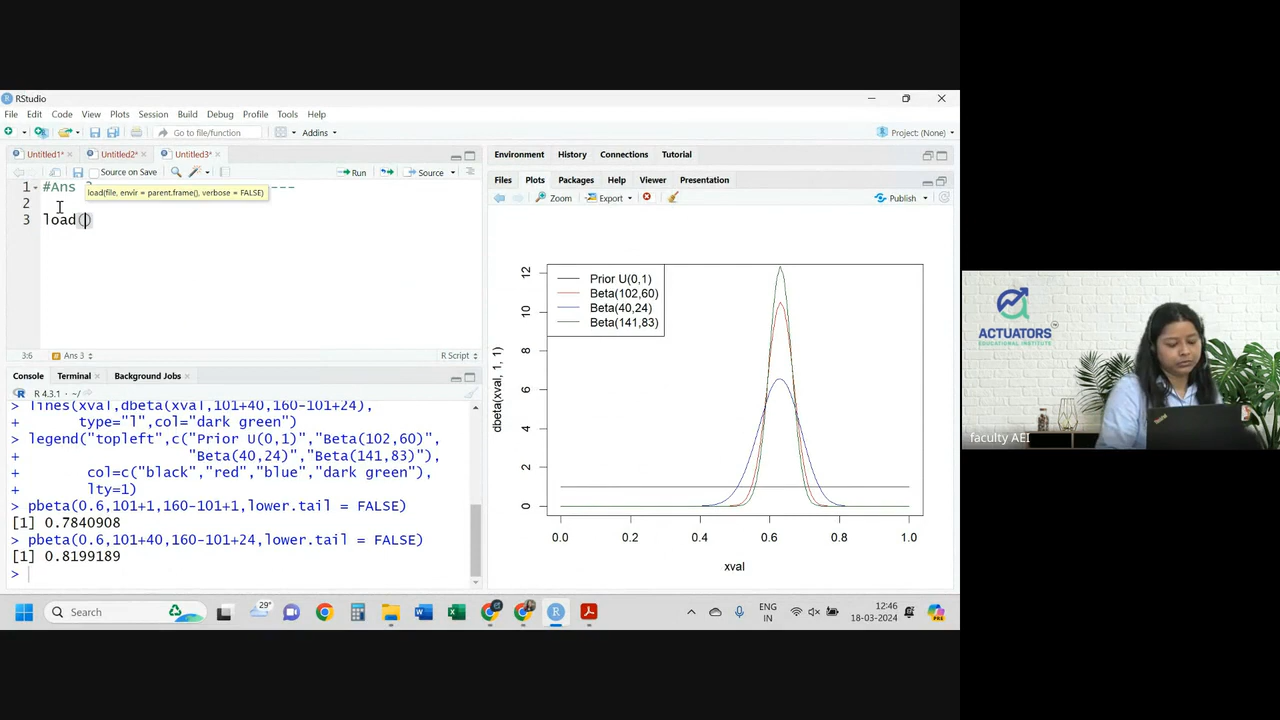 RStudio
File Edit Code View Plots Session Build Debug Profile Tools Help
Go to file/function Addins Project: (None)
Untitled1* Untitled2* Untitled3*
Source on Save Run Source
1 #Ans ---
load(file, envir = parent.frame(), verbose = FALSE)
2
3 load()
3:6 Ans 3 R Script
Console Terminal Background Jobs
R 4.3.1 · ~/
> lines(xval,dbeta(xval,101+40,160-101+24),
+ type="l",col="dark green")
> legend("topleft",c("Prior U(0,1)","Beta(102,60)",
+ "Beta(40,24)","Beta(141,83)"),
+ col=c("black","red","blue","dark green"),
+ lty=1)
> pbeta(0.6,101+1,160-101+1,lower.tail = FALSE)
[1] 0.7840908
> pbeta(0.6,101+40,160-101+24,lower.tail = FALSE)
[1] 0.8199189
>
Environment History Connections Tutorial
Files Plots Packages Help Viewer Presentation
Zoom Export Publish
Prior U(0,1)
Beta(102,60)
Beta(40,24)
Beta(141,83)
dbeta(xval, 1, 1)
12
10
8
6
4
2
0
0.0 0.2 0.4 0.6 0.8 1.0
xval
ACTUATORS
EDUCATIONAL INSTITUTE
faculty AEI
Search 29° ENG IN 12:46 18-03-2024